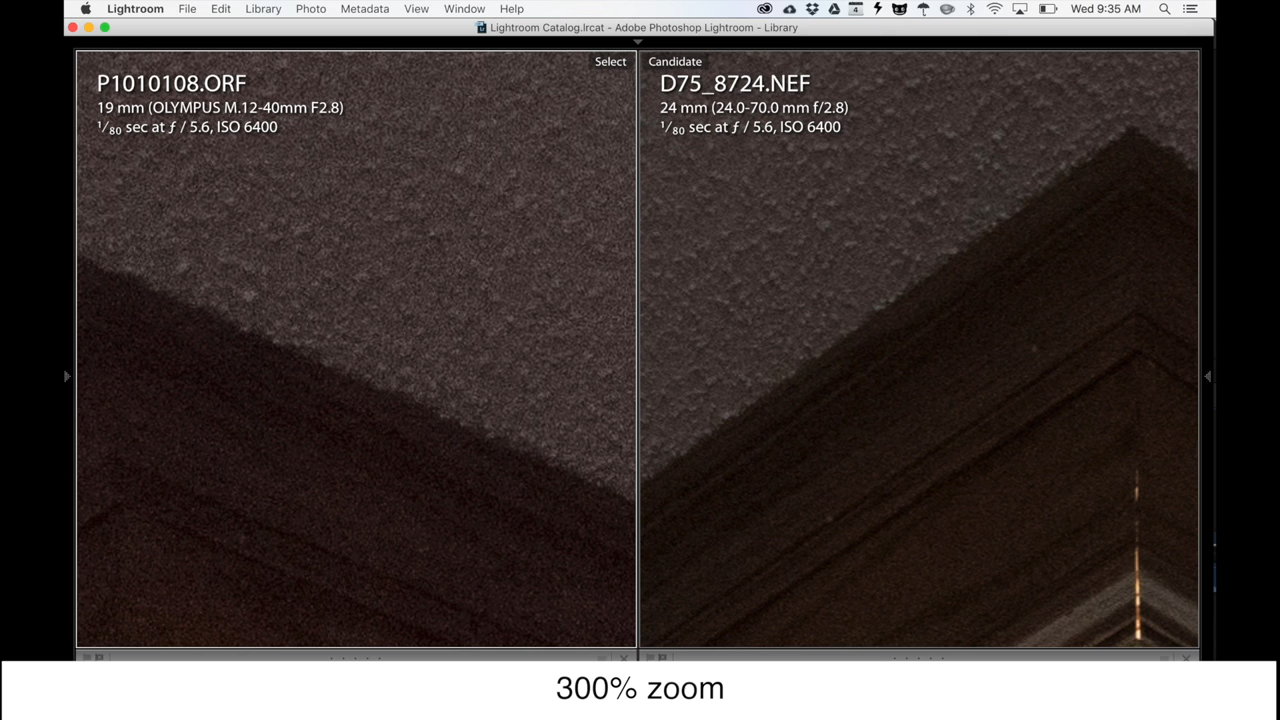 Lightroom File Edit Library Photo Metadata View Window Help 4 Wed 9:35 AM
Lightroom Catalog.lrcat - Adobe Photoshop Lightroom - Library
Select
P1010108.ORF
19 mm (OLYMPUS M.12-40mm F2.8)
1/80 sec at ƒ / 5.6, ISO 6400
Candidate
D75_8724.NEF
24 mm (24.0-70.0 mm f/2.8)
1/80 sec at ƒ / 5.6, ISO 6400
300% zoom